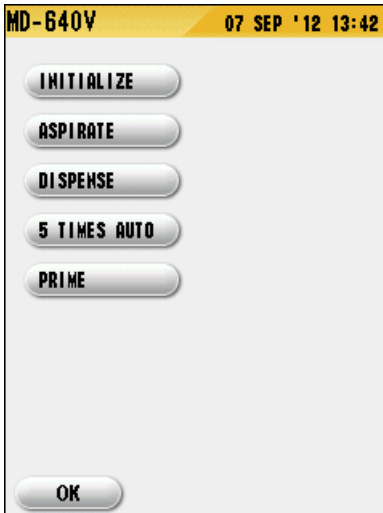 MD-640V 07 SEP '12 13:42
INITIALIZE
ASPIRATE
DISPENSE
5 TIMES AUTO
PRIME
OK